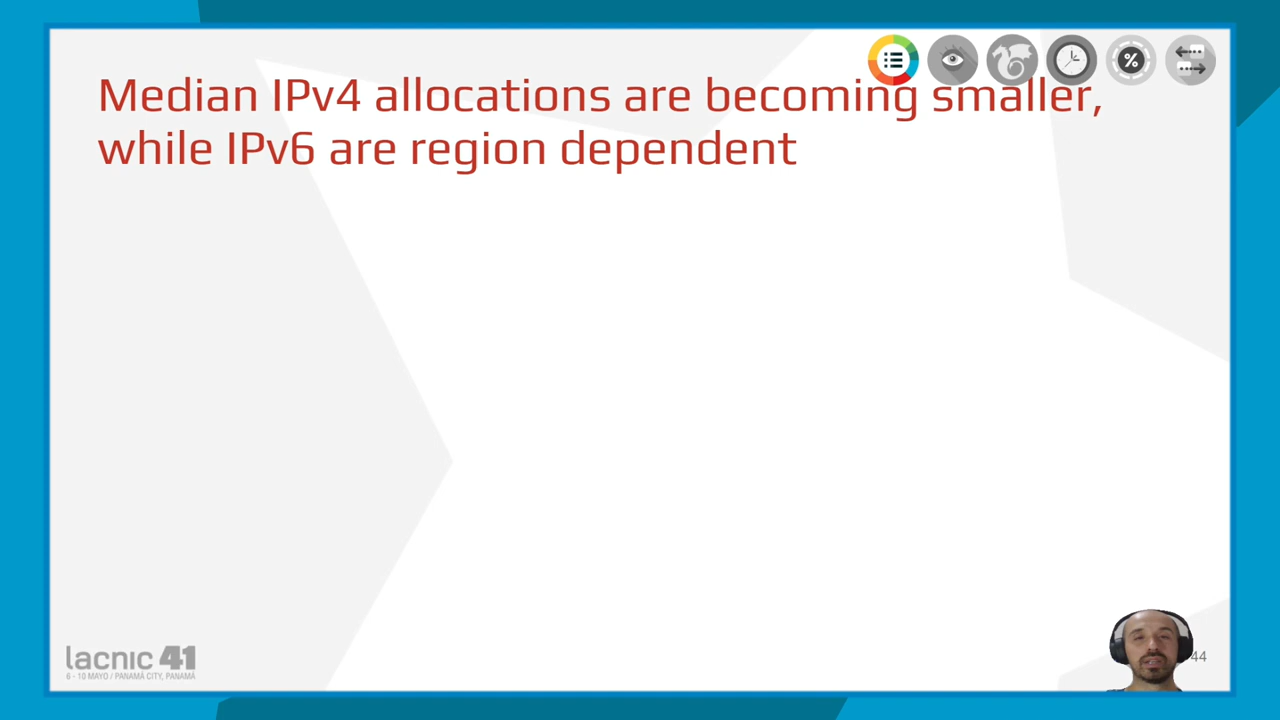 Median IPv4 allocations are becoming smaller,
while IPv6 are region dependent
%
lacnic 41
6 - 10 MAYO / PANAMÁ CITY, PANAMÁ
44